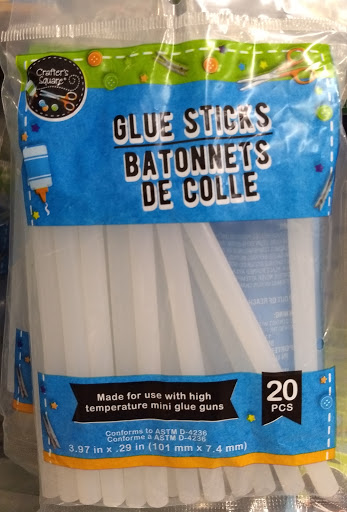 Crafter's
Square
GLUE STICKS
BATONNETS
DE COLLE
Made for use with high
temperature mini glue guns
20
PCS
Conforms to ASTM D-4236
Conforme a ASTM D-4236
3.97 in x .29 in (101 mm x 7.4 mm)